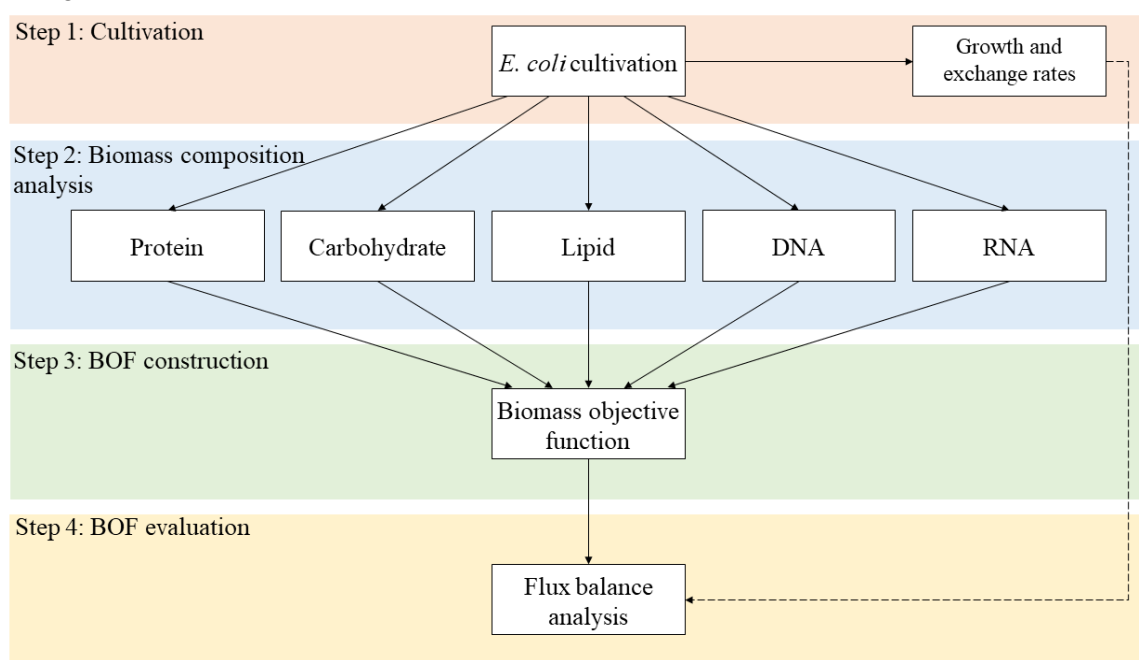 Step 1: Cultivation
E. coli cultivation
Growth and
exchange rates
Step 2: Biomass composition
analysis
Protein
Carbohydrate
Lipid
DNA
RNA
Step 3: BOF construction
Biomass objective
function
Step 4: BOF evaluation
Flux balance
analysis